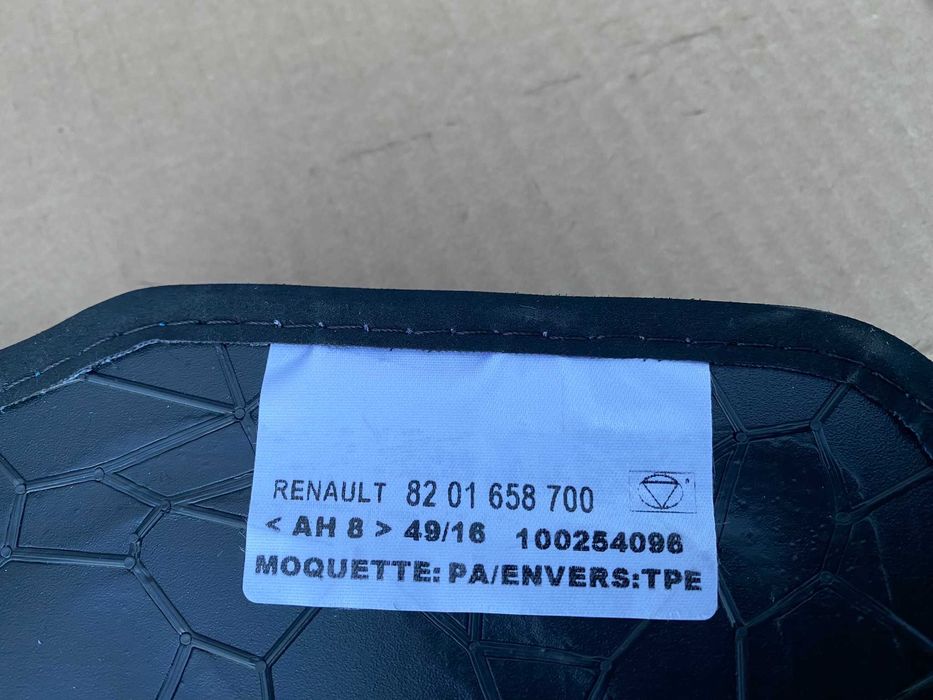 RENAULT 82 01 658 700
< AH 8 > 49/16 100254096
MOQUETTE: PA/ENVERS:TPE